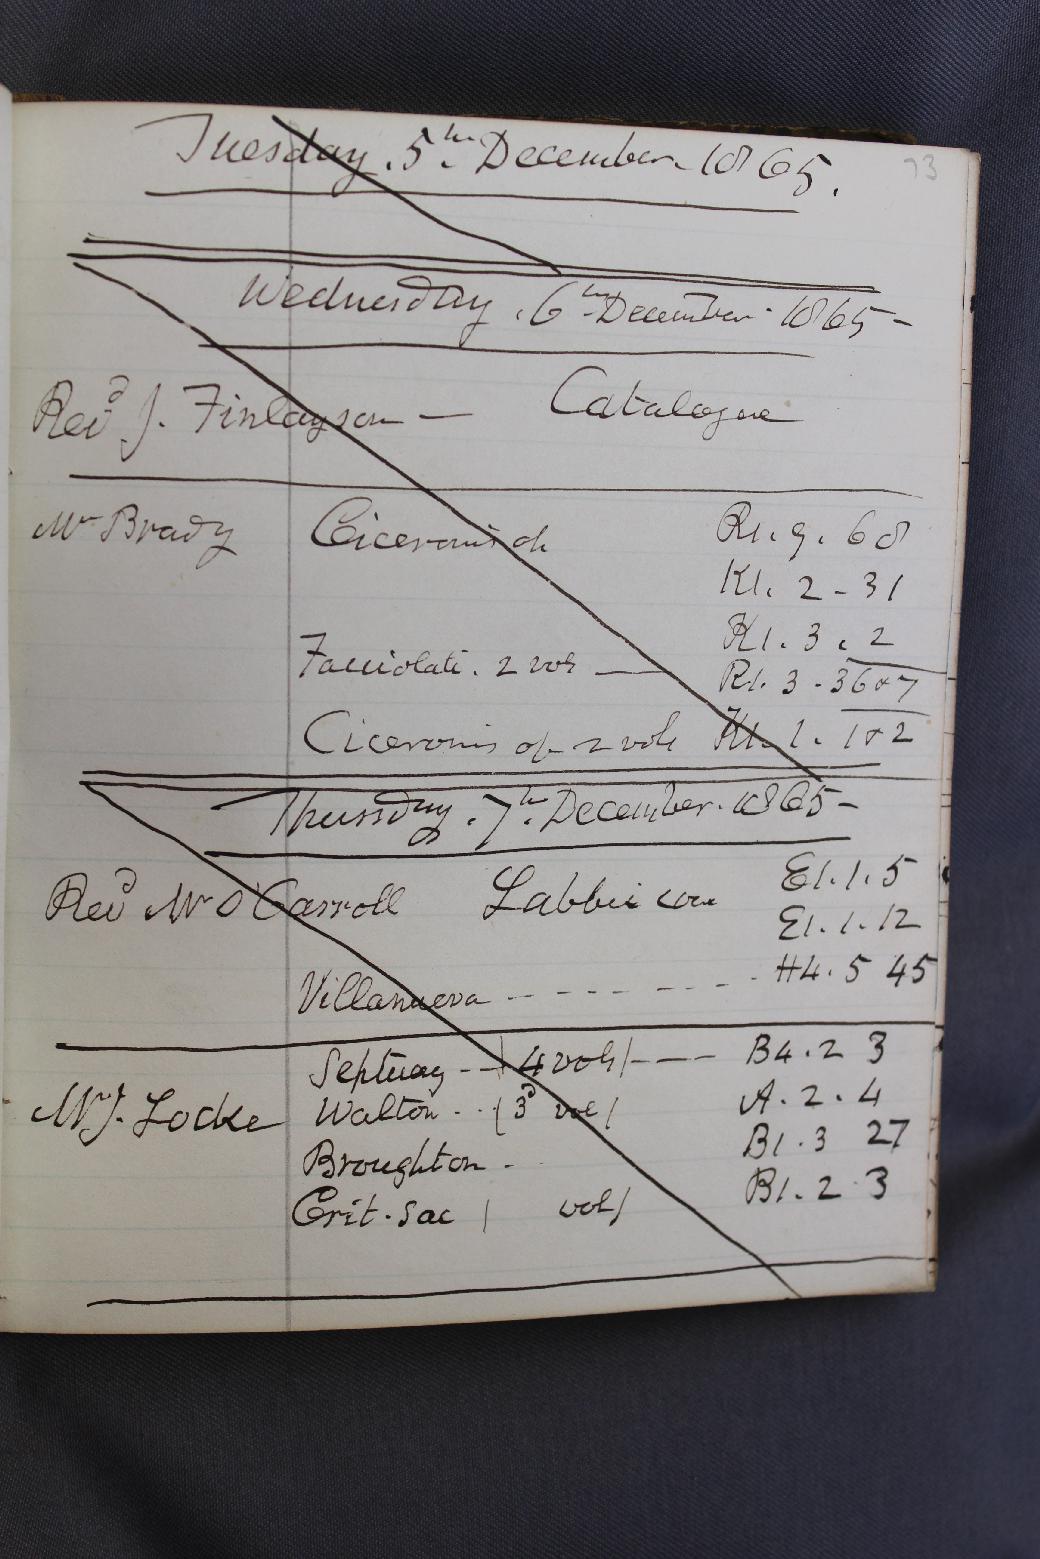 73
Tuesday. 5th. December. 1865.
Wednesday. 6th December. 1865 -
Revd J. Finlayson — Catalogue
Mr Brady Ciceronis R1. 9. 68
K1. 2 - 31
K1. 3. 2
Facciolati. 2 vols — R1. 3 - 36&7
Ciceronis op. 2 vols K1. 1. 1&2
Thursday. 7th. December. 1865 -
Revd Mr O'Carroll Labbei con E1. 1. 5
E1. 1. 12
Villanueva - - - - - - H4. 5 45
Septuag - - (4 vols) - — B4. 2 3
Mr J. Locke Walton - - (3d vol) A. 2. 4
Broughton - B1. 3 27
Crit. Sac ( vols) B1. 2. 3